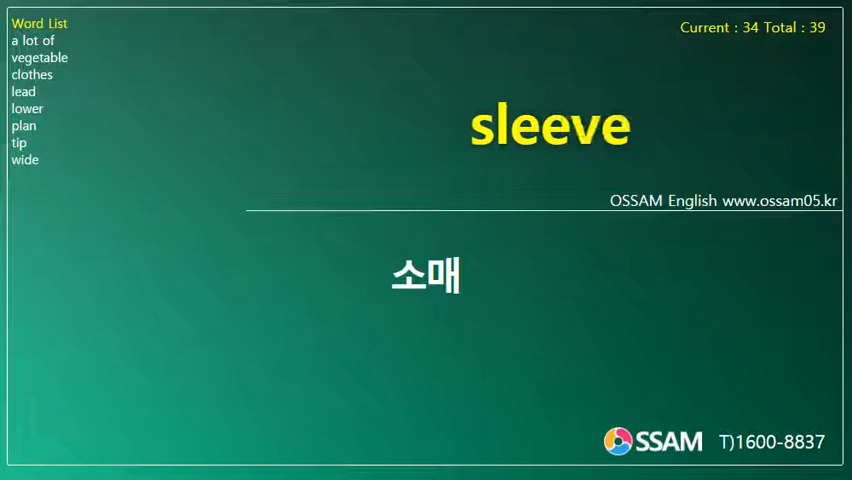 Word List
a lot of
vegetable
clothes
lead
lower
plan
tip
wide
Current : 34 Total : 39
sleeve
OSSAM English www.ossam05.kr
소매
OSSAM T)1600-8837